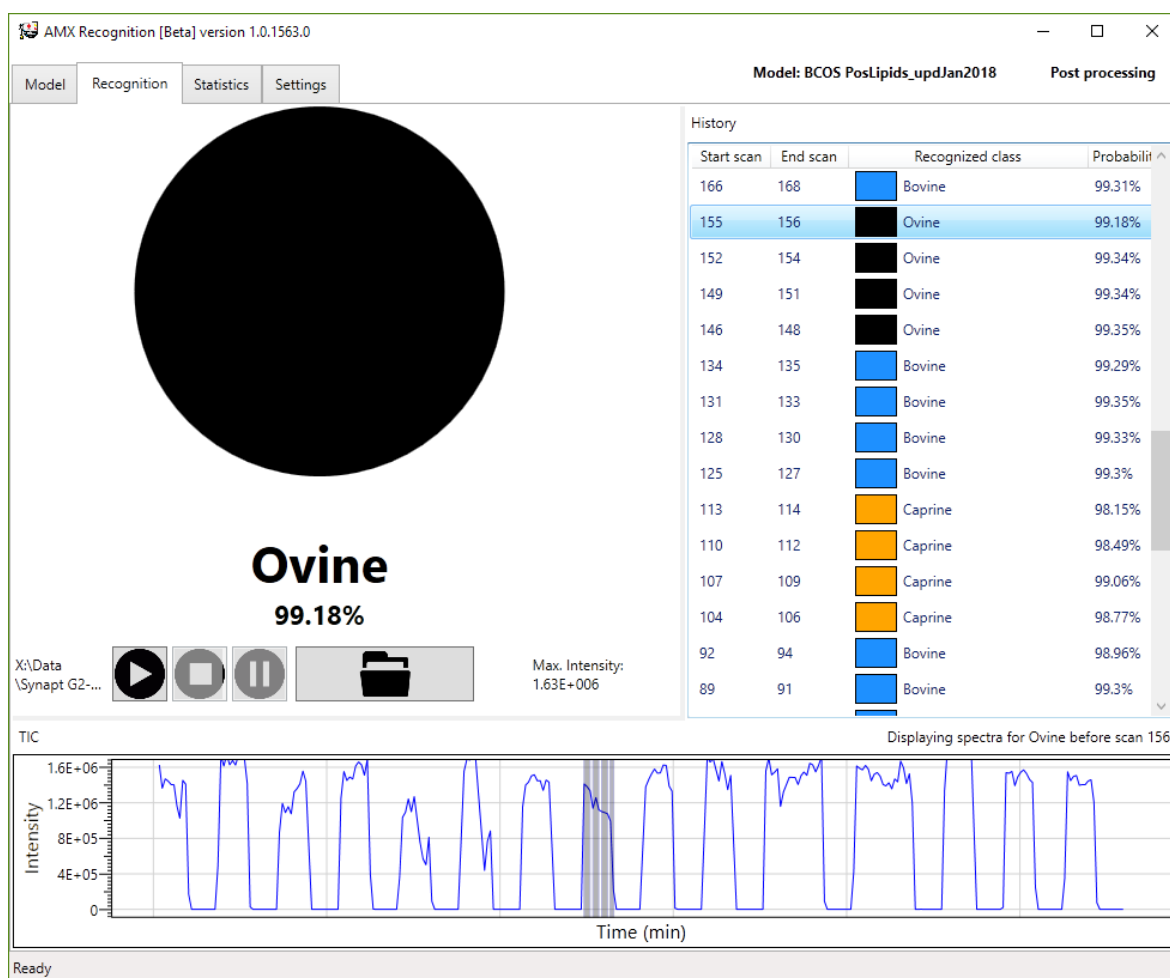 AMX Recognition [Beta] version 1.0.1563.0
Model Recognition Statistics Settings
Model: BCOS PosLipids_updJan2018 Post processing
Ovine
99.18%
X:\Data
\Synapt G2-...
Max. Intensity:
1.63E+006
History
Start scan End scan Recognized class Probabilit
166 168 Bovine 99.31%
155 156 Ovine 99.18%
152 154 Ovine 99.34%
149 151 Ovine 99.34%
146 148 Ovine 99.35%
134 135 Bovine 99.29%
131 133 Bovine 99.35%
128 130 Bovine 99.33%
125 127 Bovine 99.3%
113 114 Caprine 98.15%
110 112 Caprine 98.49%
107 109 Caprine 99.06%
104 106 Caprine 98.77%
92 94 Bovine 98.96%
89 91 Bovine 99.3%
TIC
Displaying spectra for Ovine before scan 156
Intensity
1.6E+06
1.2E+06
8E+05
4E+05
0
Time (min)
Ready